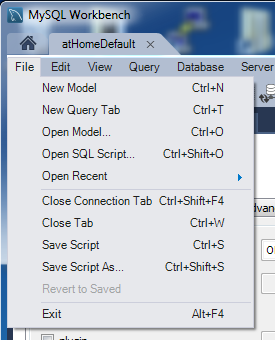 MySQL Workbench
atHomeDefault
File Edit View Query Database Server
New Model Ctrl+N
New Query Tab Ctrl+T
Open Model... Ctrl+O
Open SQL Script... Ctrl+Shift+O
Open Recent
Close Connection Tab Ctrl+Shift+F4
Close Tab Ctrl+W
Save Script Ctrl+S
Save Script As... Ctrl+Shift+S
Revert to Saved
Exit Alt+F4